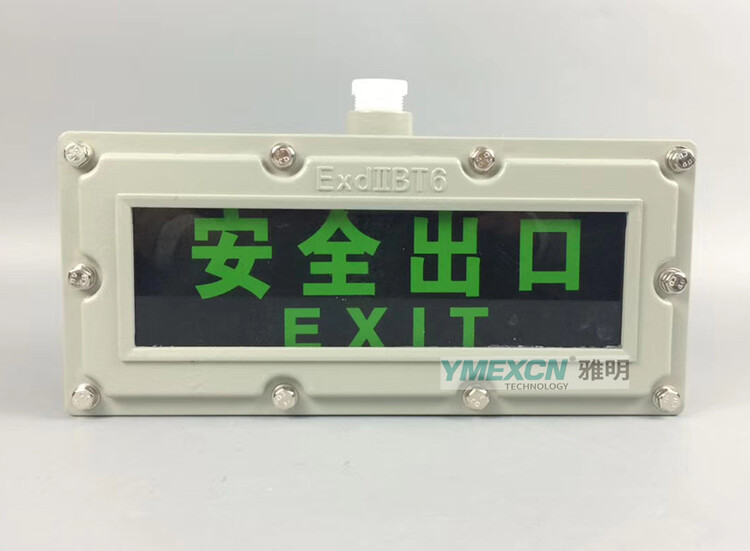 ExdⅡBT6
安全出口
EXIT
YMEXCN® 雅明
TECHNOLOGY